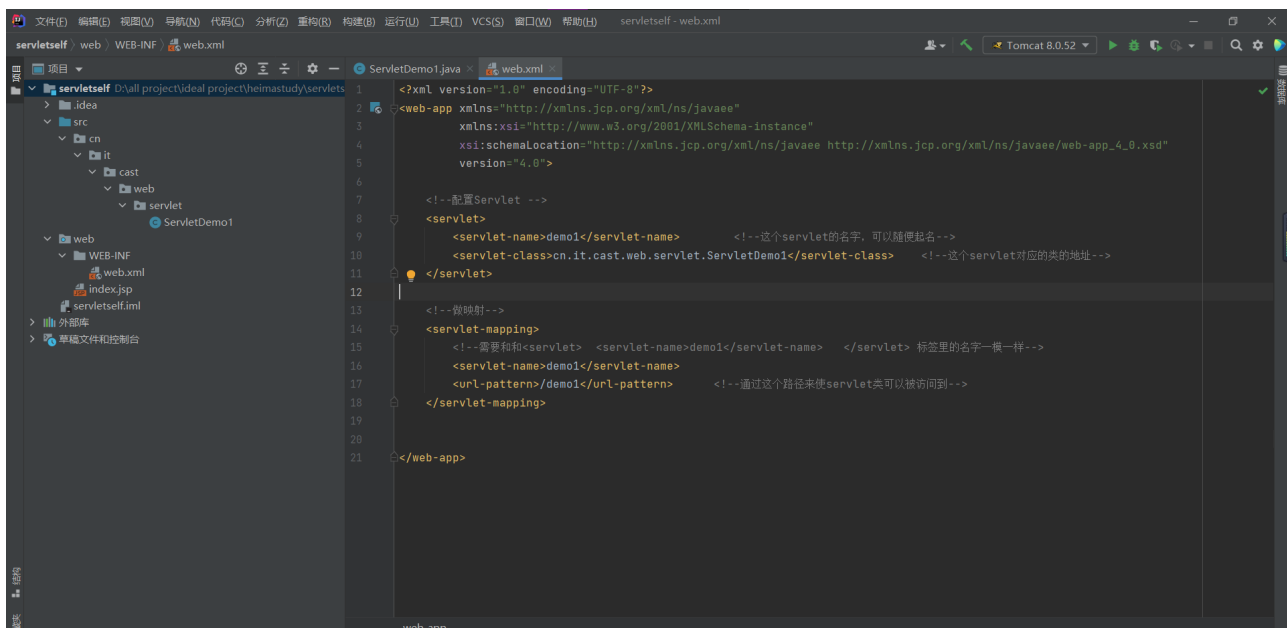 文件(F) 编辑(E) 视图(V) 导航(N) 代码(C) 分析(Z) 重构(R) 构建(B) 运行(U) 工具(T) VCS(S) 窗口(W) 帮助(H) servletself - web.xml
servletself 〉 web 〉 WEB-INF 〉 web.xml
Tomcat 8.0.52
项目
项目
ServletDemo1.java
web.xml
servletself D:\all project\ideal project\heimastudy\servlets
.idea
src
cn
it
cast
web
servlet
ServletDemo1
web
WEB-INF
web.xml
index.jsp
servletself.iml
外部库
草稿文件和控制台
1 <?xml version="1.0" encoding="UTF-8"?>
2 <web-app xmlns="http://xmlns.jcp.org/xml/ns/javaee"
3 xmlns:xsi="http://www.w3.org/2001/XMLSchema-instance"
4 xsi:schemaLocation="http://xmlns.jcp.org/xml/ns/javaee http://xmlns.jcp.org/xml/ns/javaee/web-app_4_0.xsd"
5 version="4.0">
6
7 <!--配置Servlet -->
8 <servlet>
9 <servlet-name>demo1</servlet-name> <!--这个servlet的名字，可以随便起名-->
10 <servlet-class>cn.it.cast.web.servlet.ServletDemo1</servlet-class> <!--这个servlet对应的类的地址-->
11 </servlet>
12
13 <!--做映射-->
14 <servlet-mapping>
15 <!--需要和和<servlet> <servlet-name>demo1</servlet-name> </servlet> 标签里的名字一模一样-->
16 <servlet-name>demo1</servlet-name>
17 <url-pattern>/demo1</url-pattern> <!--通过这个路径来使servlet类可以被访问到-->
18 </servlet-mapping>
19
20
21 </web-app>
数据库
结构